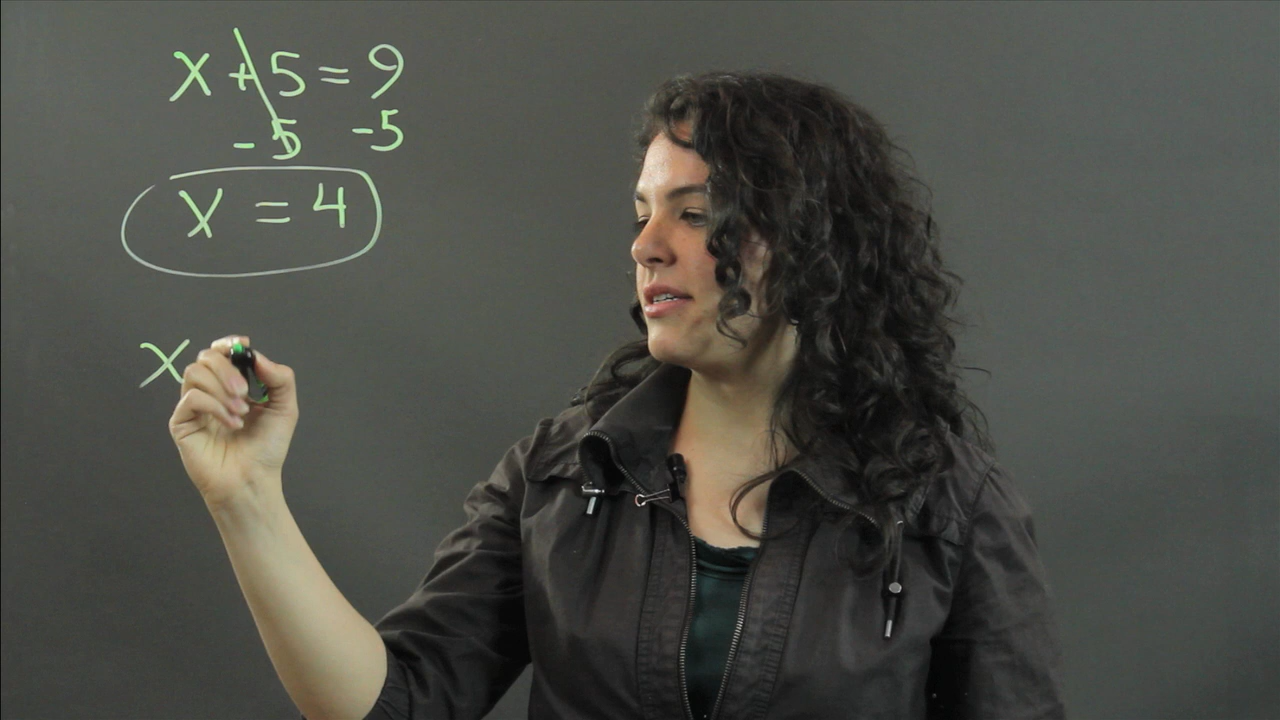 x + 5 = 9
- 5 -5
x = 4
x